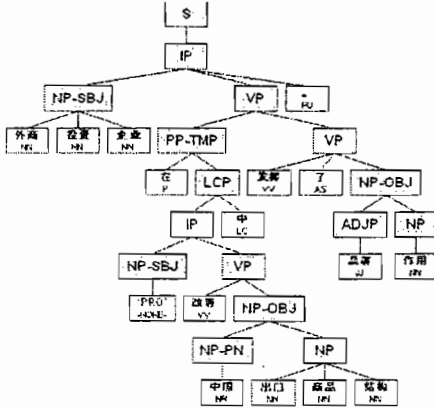 S
IP
NP-SBJ VP 。 PU
外商 NN 投资 NN 企业 NN PP-TMP VP
在 P LCP 发挥 VV 了 AS NP-OBJ
IP 中 LC ADJP NP
NP-SBJ VP 显著 JJ 作用 NN
*PRO* -NONE- 改善 VV NP-OBJ
NP-PN NP
中国 NR 出口 NN 商品 NN 结构 NN